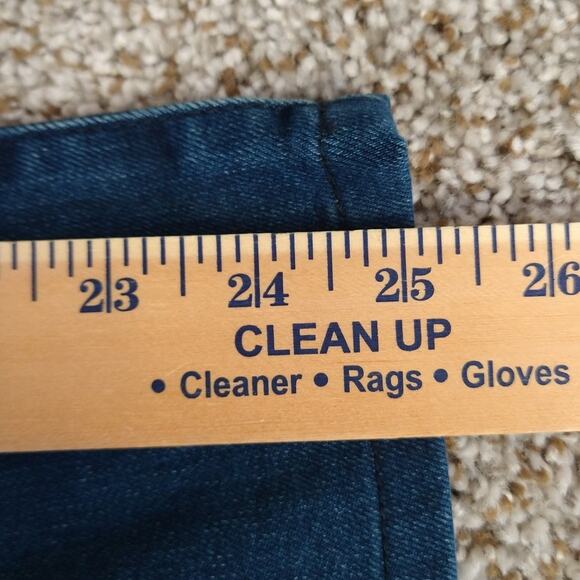 23 24 25 26
CLEAN UP
• Cleaner • Rags • Gloves